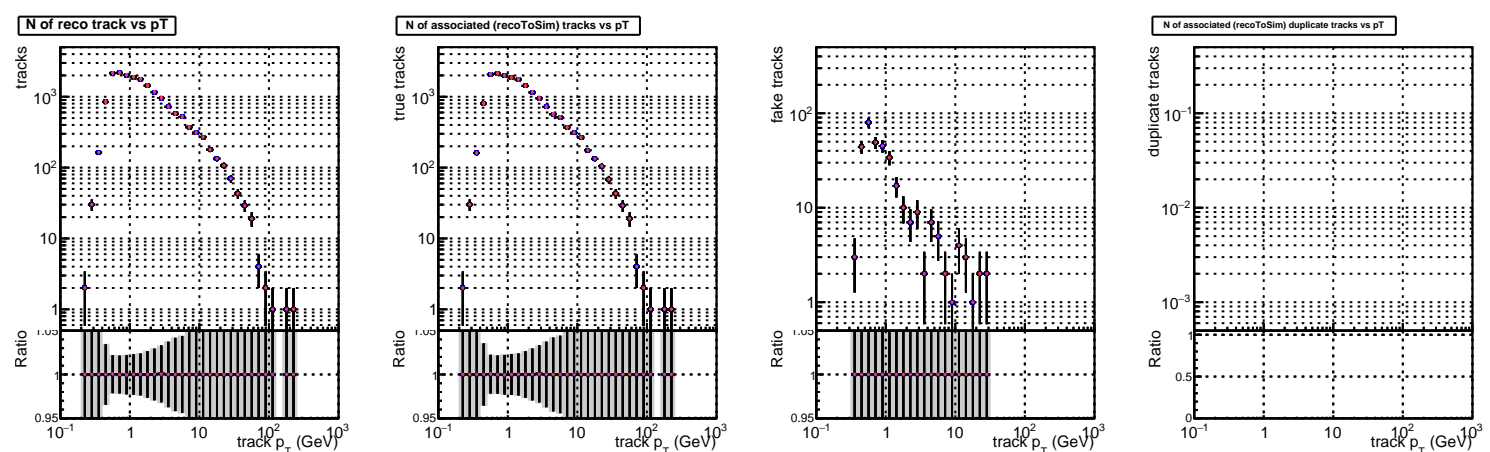 N of reco track vs pT
tracks
10³
10²
10
1
Ratio
1.05
1
0.95
10⁻¹ 1 10 10² 10³
track p_T (GeV)
N of associated (recoToSim) tracks vs pT
true tracks
10³
10²
10
1
Ratio
1.05
1
0.95
10⁻¹ 1 10 10² 10³
track p_T (GeV)
fake tracks
10²
10
1
Ratio
1.05
1
0.95
10⁻¹ 1 10 10² 10³
track p_T (GeV)
N of associated (recoToSim) duplicate tracks vs pT
duplicate tracks
10⁻¹
10⁻²
10⁻³
Ratio
1
0.5
0
10⁻¹ 1 10 10² 10³
track p_T (GeV)